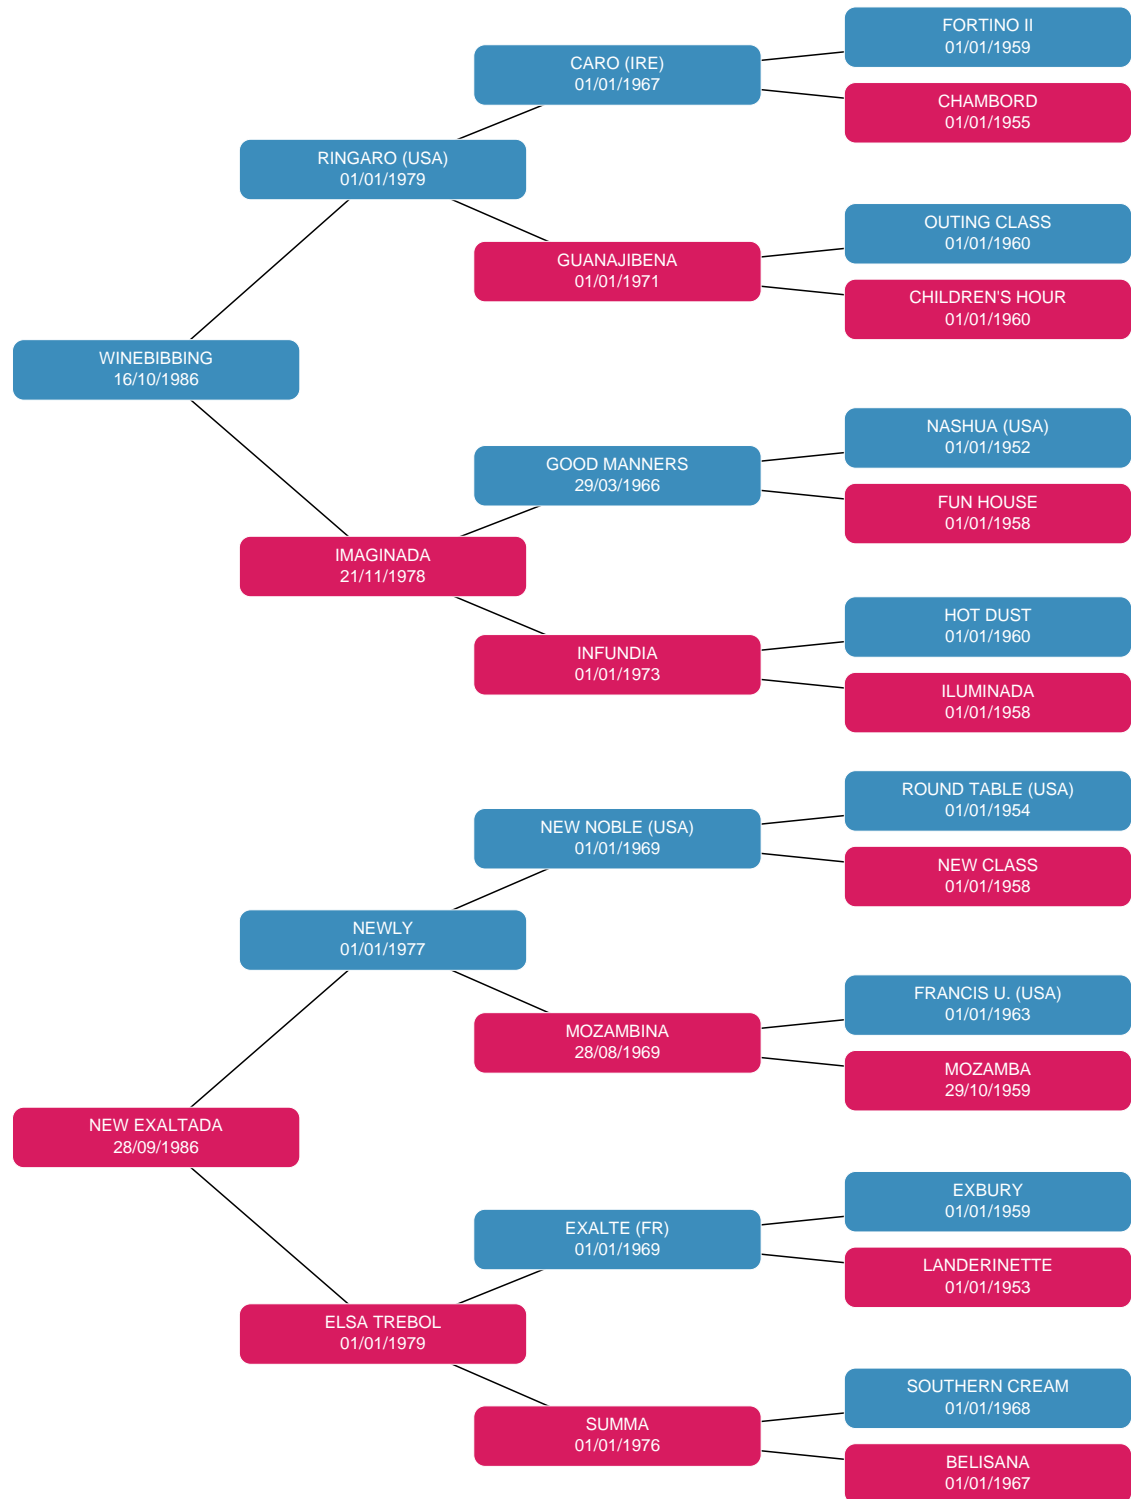 FORTINO II
01/01/1959
CARO (IRE)
01/01/1967
CHAMBORD
01/01/1955
RINGARO (USA)
01/01/1979
OUTING CLASS
01/01/1960
GUANAJIBENA
01/01/1971
CHILDREN'S HOUR
01/01/1960
WINEBIBBING
16/10/1986
NASHUA (USA)
01/01/1952
GOOD MANNERS
29/03/1966
FUN HOUSE
01/01/1958
IMAGINADA
21/11/1978
HOT DUST
01/01/1960
INFUNDIA
01/01/1973
ILUMINADA
01/01/1958
ROUND TABLE (USA)
01/01/1954
NEW NOBLE (USA)
01/01/1969
NEW CLASS
01/01/1958
NEWLY
01/01/1977
FRANCIS U. (USA)
01/01/1963
MOZAMBINA
28/08/1969
MOZAMBA
29/10/1959
NEW EXALTADA
28/09/1986
EXBURY
01/01/1959
EXALTE (FR)
01/01/1969
LANDERINETTE
01/01/1953
ELSA TREBOL
01/01/1979
SOUTHERN CREAM
01/01/1968
SUMMA
01/01/1976
BELISANA
01/01/1967